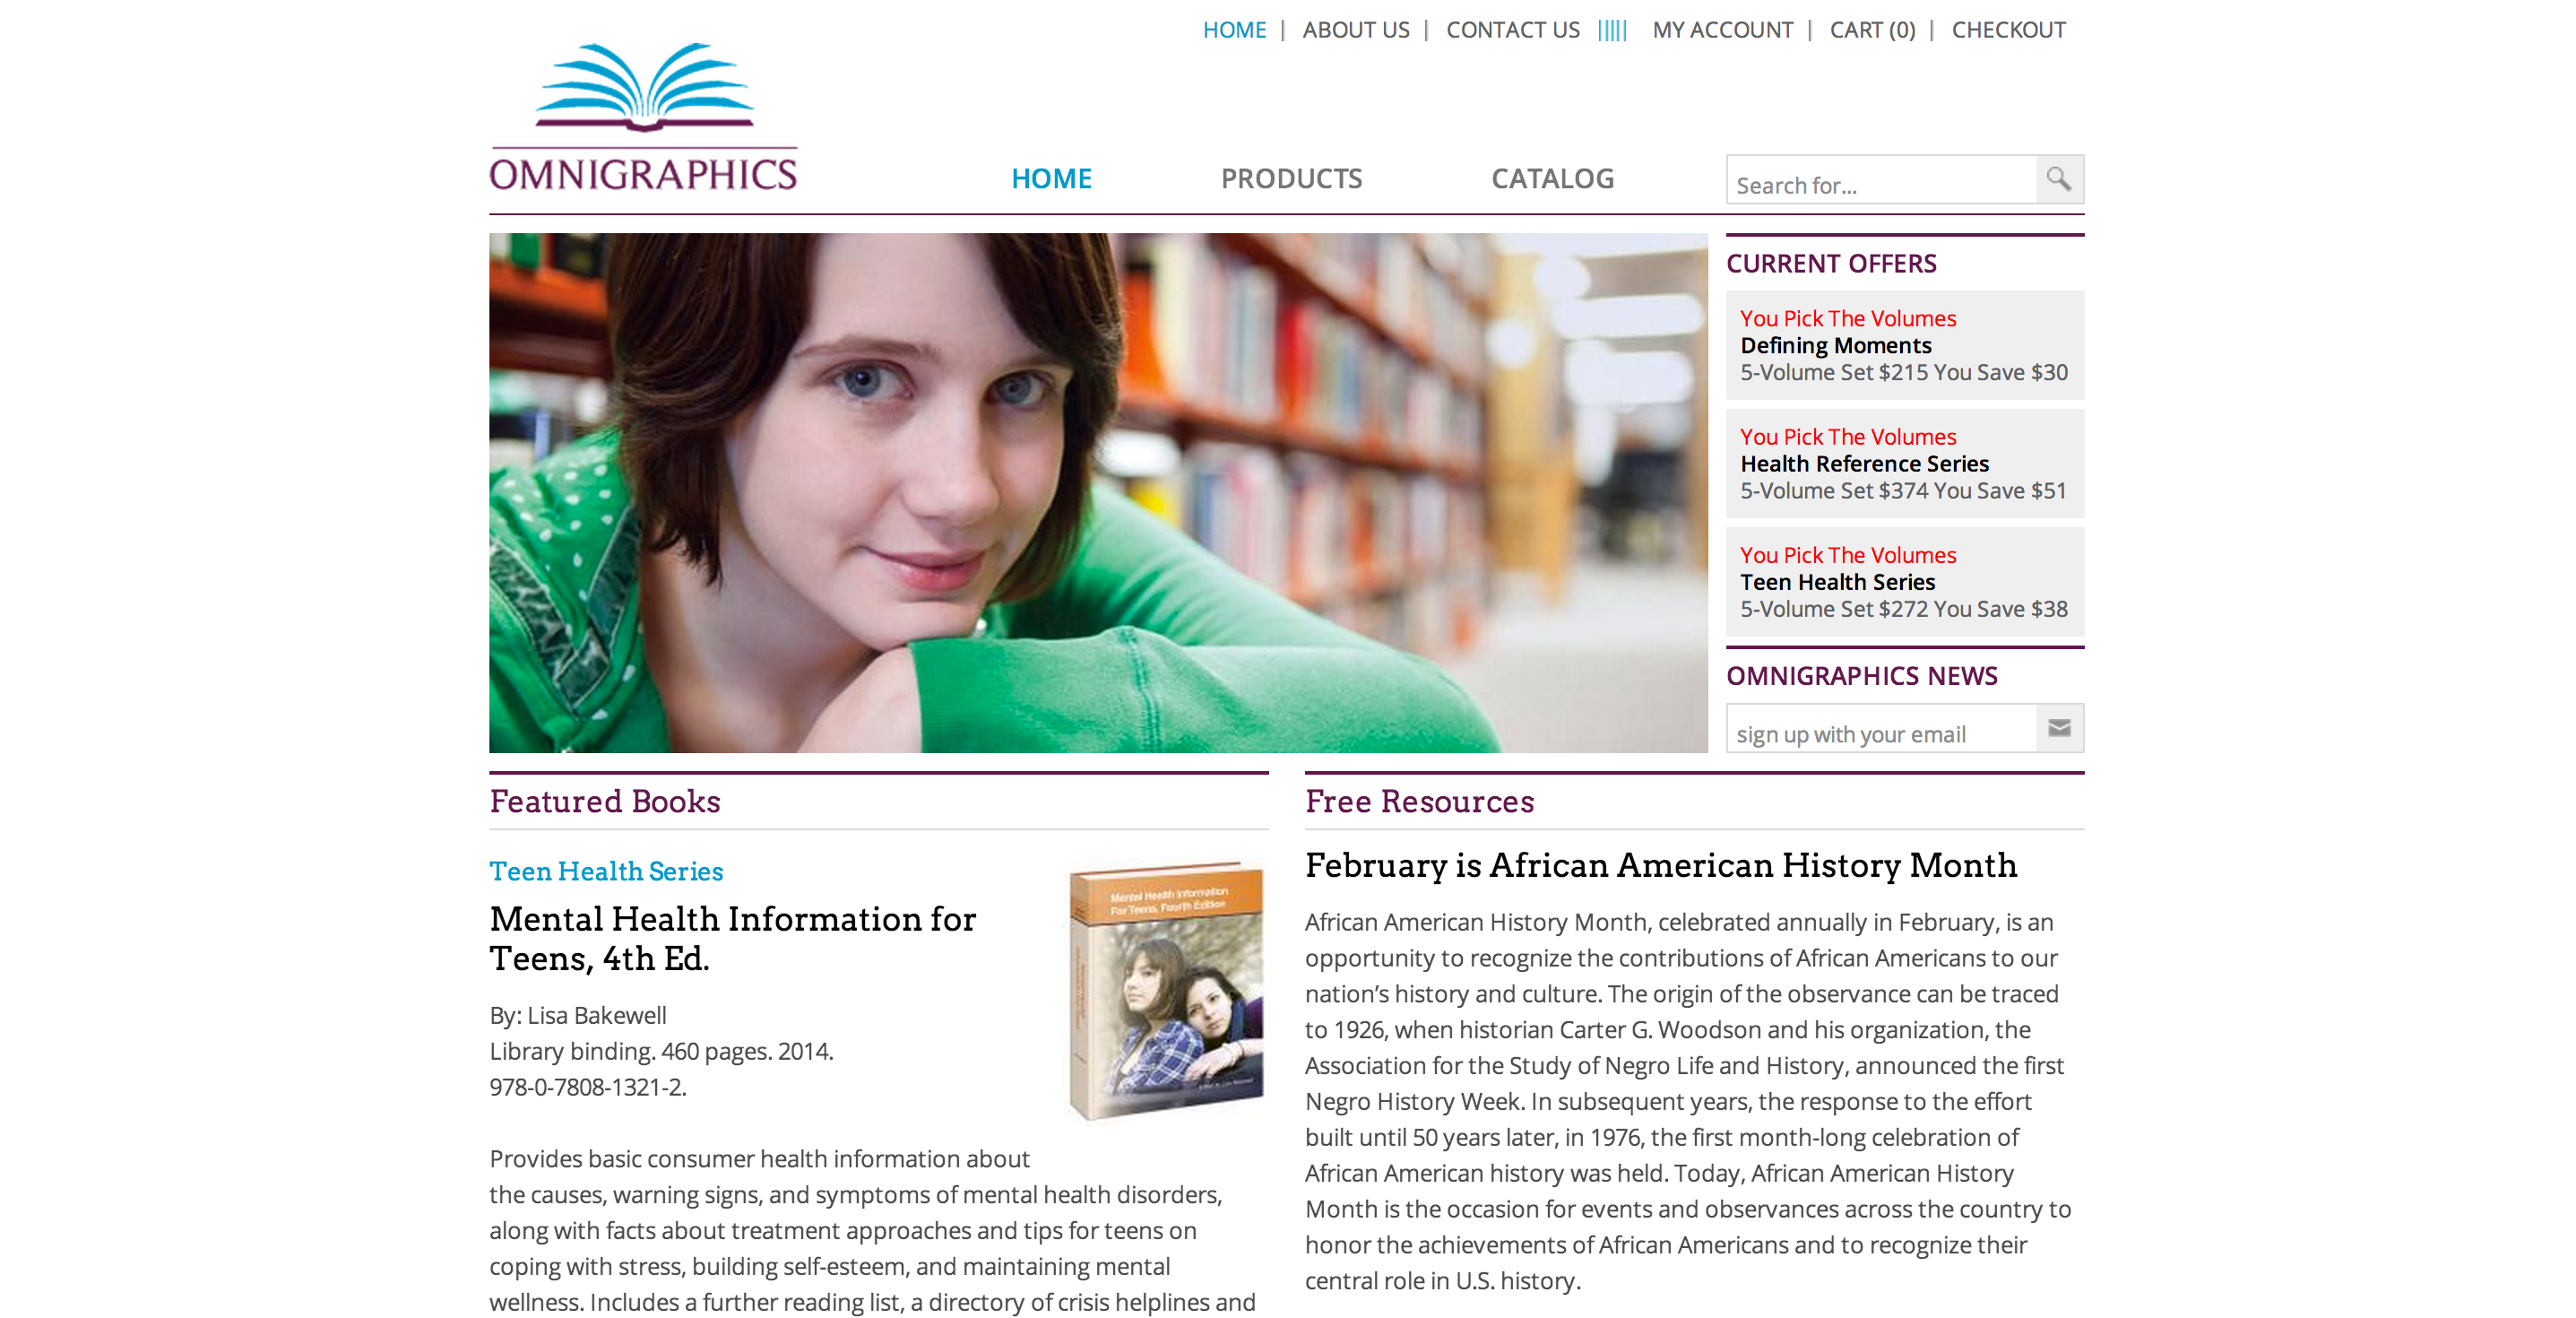 HOME | ABOUT US | CONTACT US ||||| MY ACCOUNT | CART (0) | CHECKOUT
OMNIGRAPHICS
HOME PRODUCTS CATALOG
Search for...
CURRENT OFFERS
You Pick The Volumes
Defining Moments
5-Volume Set $215 You Save $30
You Pick The Volumes
Health Reference Series
5-Volume Set $374 You Save $51
You Pick The Volumes
Teen Health Series
5-Volume Set $272 You Save $38
OMNIGRAPHICS NEWS
sign up with your email
Featured Books
Teen Health Series
Mental Health Information for
Teens, 4th Ed.
By: Lisa Bakewell
Library binding. 460 pages. 2014.
978-0-7808-1321-2.
Mental Health Information
For Teens, Fourth Edition
Provides basic consumer health information about
the causes, warning signs, and symptoms of mental health disorders,
along with facts about treatment approaches and tips for teens on
coping with stress, building self-esteem, and maintaining mental
wellness. Includes a further reading list, a directory of crisis helplines and
Free Resources
February is African American History Month
African American History Month, celebrated annually in February, is an
opportunity to recognize the contributions of African Americans to our
nation’s history and culture. The origin of the observance can be traced
to 1926, when historian Carter G. Woodson and his organization, the
Association for the Study of Negro Life and History, announced the first
Negro History Week. In subsequent years, the response to the effort
built until 50 years later, in 1976, the first month-long celebration of
African American history was held. Today, African American History
Month is the occasion for events and observances across the country to
honor the achievements of African Americans and to recognize their
central role in U.S. history.